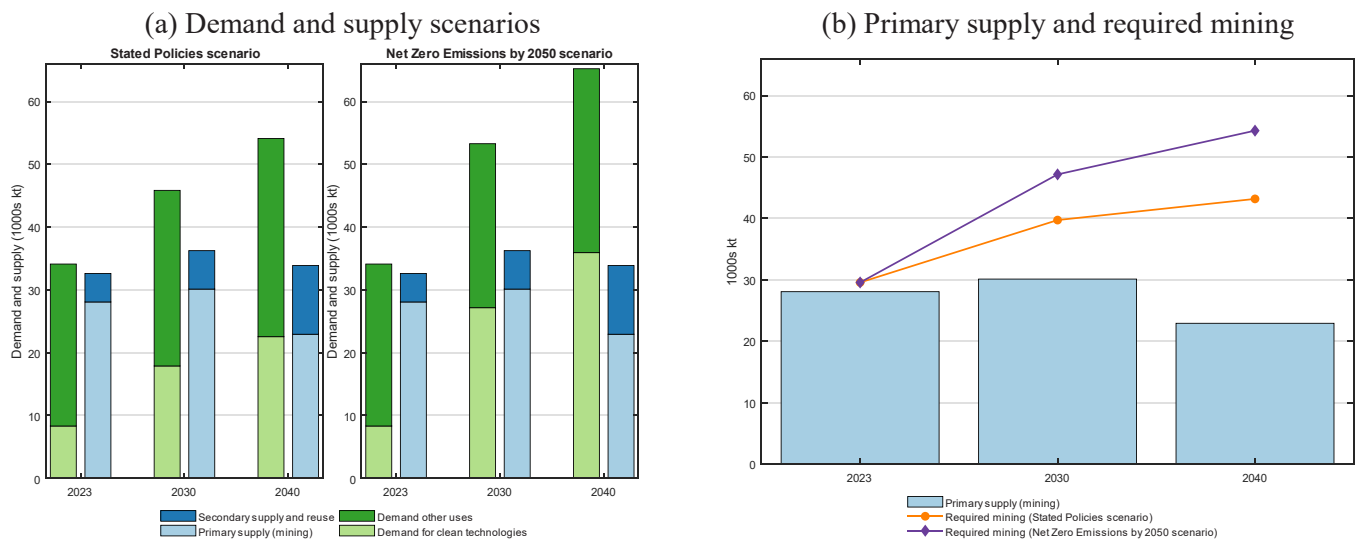 (a) Demand and supply scenarios
Stated Policies scenario
Net Zero Emissions by 2050 scenario
Demand and supply (1000s kt)
60
50
40
30
20
10
0
2023
2030
2040
Demand and supply (1000s kt)
60
50
40
30
20
10
0
2023
2030
2040
Secondary supply and reuse
Demand other uses
Primary supply (mining)
Demand for clean technologies
(b) Primary supply and required mining
1000s kt
60
50
40
30
20
10
0
2023
2030
2040
Primary supply (mining)
Required mining (Stated Policies scenario)
Required mining (Net Zero Emissions by 2050 scenario)